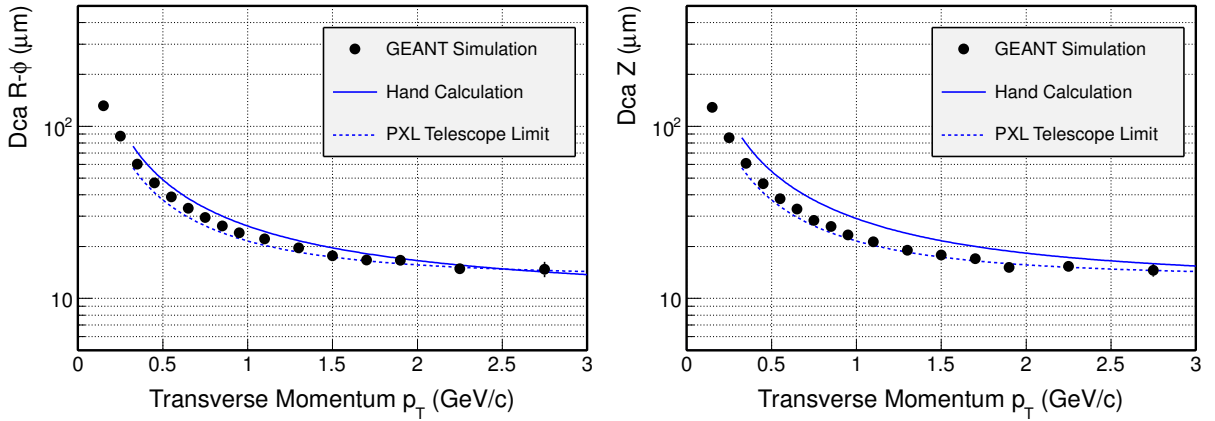 Dca R-φ (μm)
10²
10
GEANT Simulation
Hand Calculation
PXL Telescope Limit
0 0.5 1 1.5 2 2.5 3
Transverse Momentum p_T (GeV/c)
Dca Z (μm)
10²
10
GEANT Simulation
Hand Calculation
PXL Telescope Limit
0 0.5 1 1.5 2 2.5 3
Transverse Momentum p_T (GeV/c)